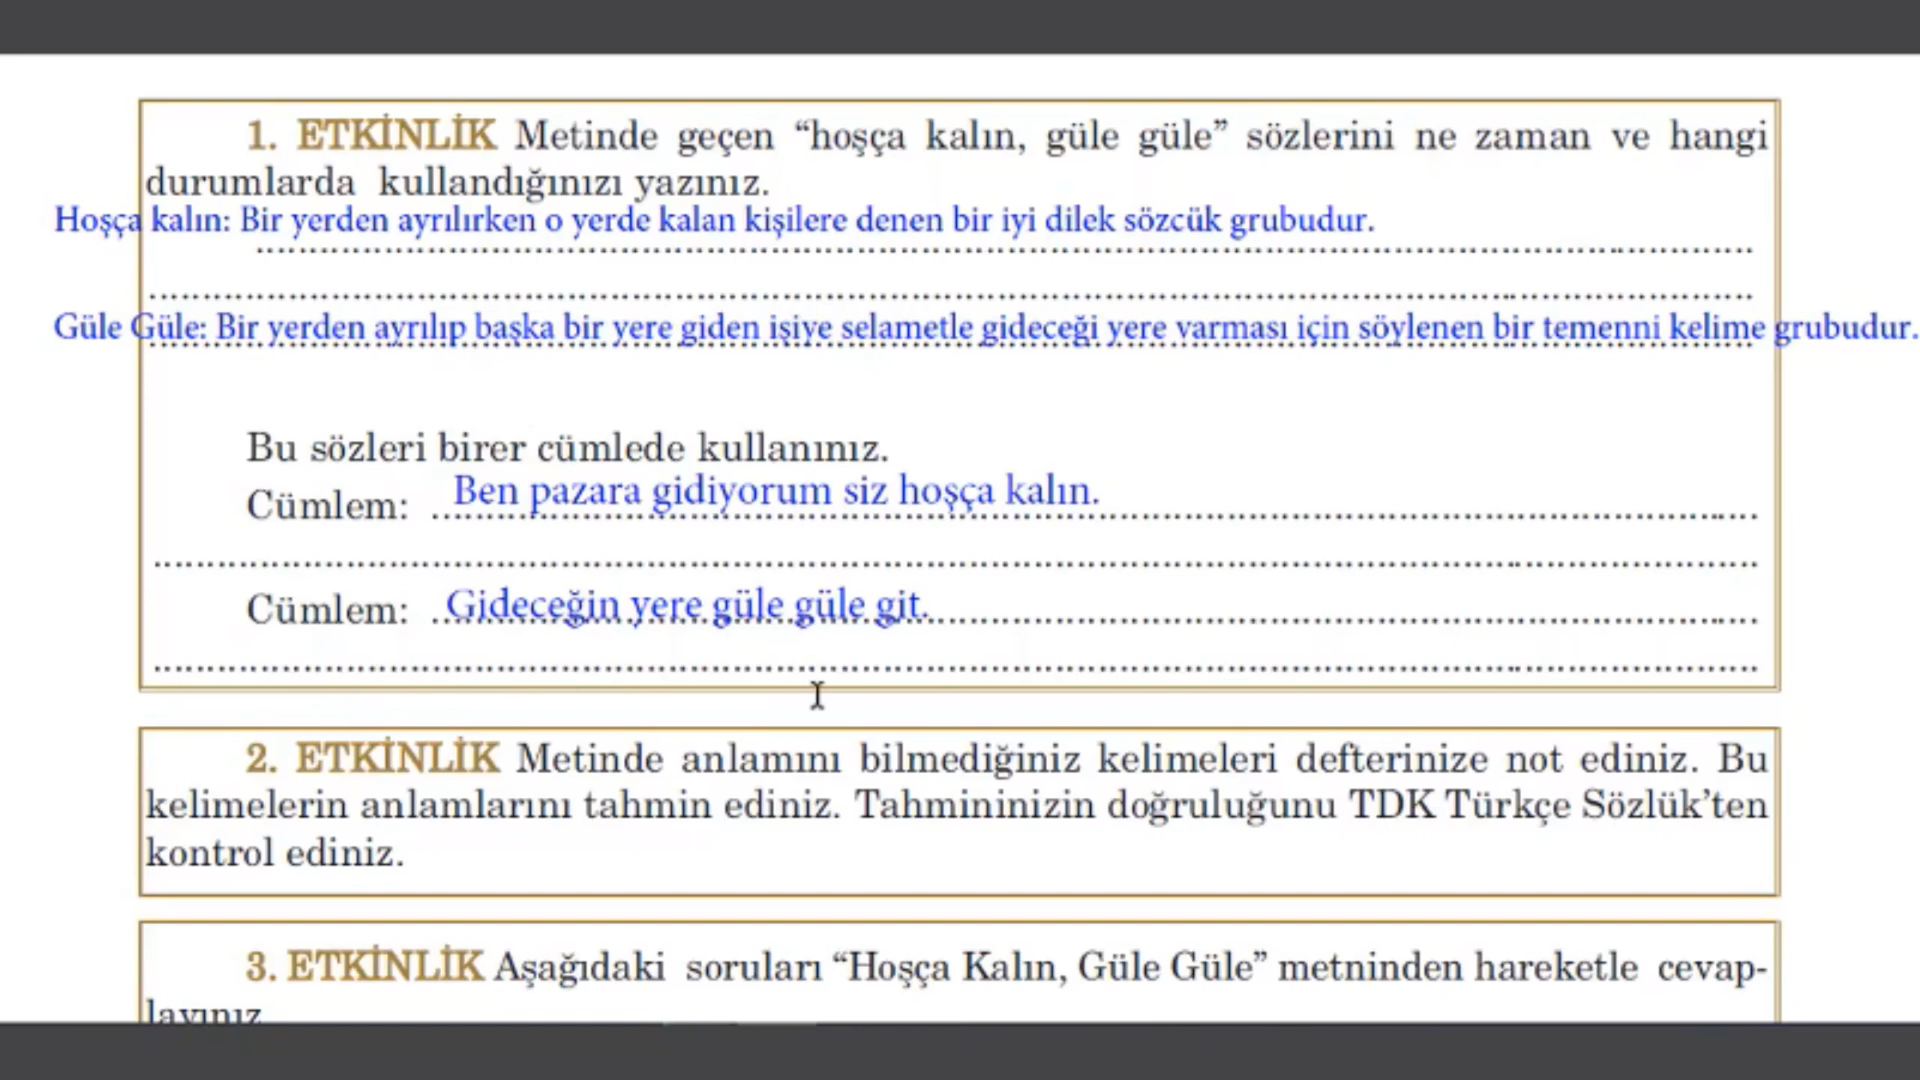 1. ETKİNLİK Metinde geçen “hoşça kalın, güle güle” sözlerini ne zaman ve hangi
durumlarda kullandığınızı yazınız.
Hoşça kalın: Bir yerden ayrılırken o yerde kalan kişilere denen bir iyi dilek sözcük grubudur.
Güle Güle: Bir yerden ayrılıp başka bir yere giden işiye selametle gideceği yere varması için söylenen bir temenni kelime grubudur.
Bu sözleri birer cümlede kullanınız.
Cümlem: Ben pazara gidiyorum siz hoşça kalın.
Cümlem: Gideceğin yere güle güle git.
2. ETKİNLİK Metinde anlamını bilmediğiniz kelimeleri defterinize not ediniz. Bu
kelimelerin anlamlarını tahmin ediniz. Tahmininizin doğruluğunu TDK Türkçe Sözlük’ten
kontrol ediniz.
3. ETKİNLİK Aşağıdaki soruları “Hoşça Kalın, Güle Güle” metninden hareketle cevap-
layınız